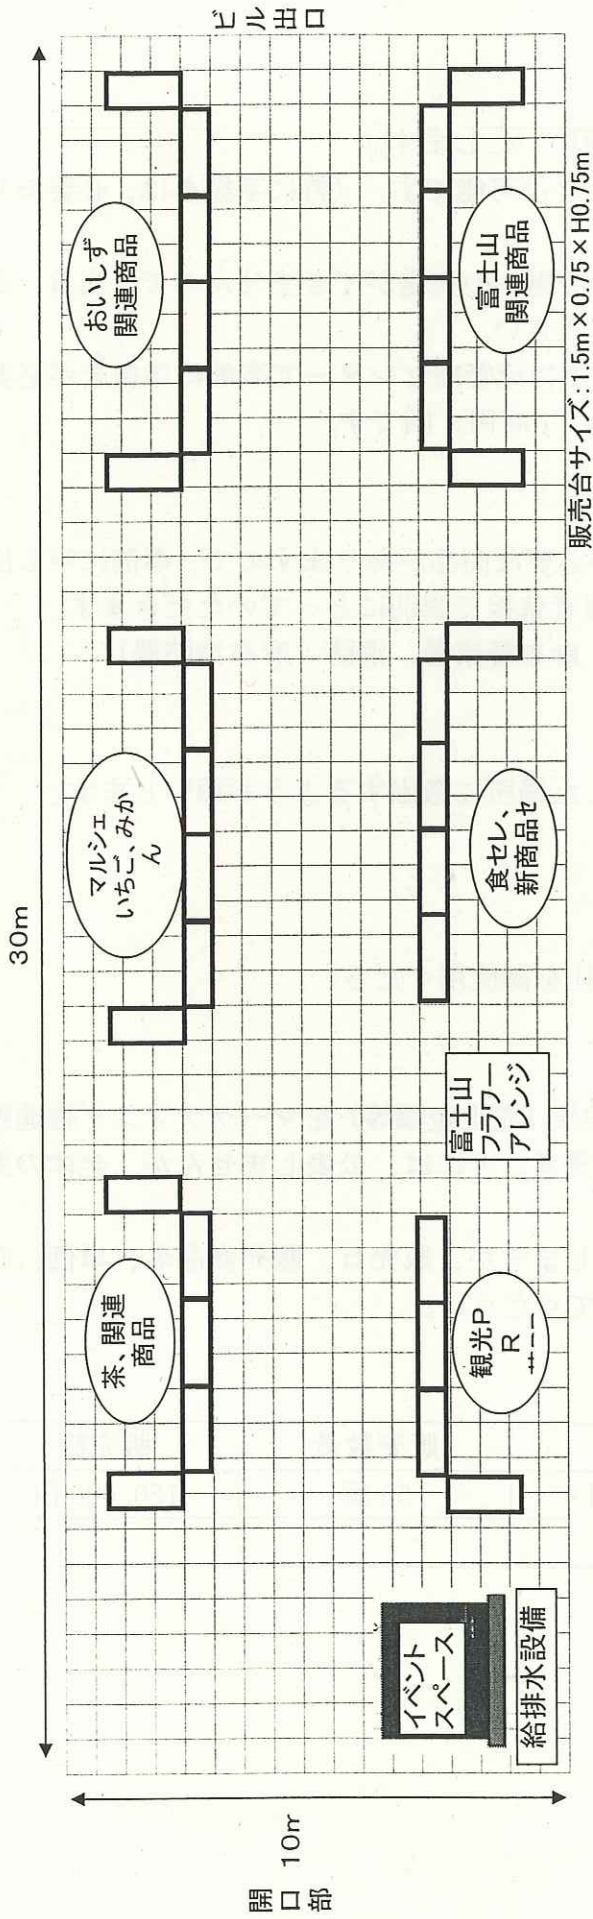 ビル出口
30m
10m
開口部
おいしず
関連商品
マルシェ
いちご、みか
ん
茶、関連
商品
富士山
関連商品
食セレ、
新商品セ
富士山
フラワー
アレンジ
観光P
R
イベント
スペース
給排水設備
販売台サイズ:1.5m×0.75×H0.75m